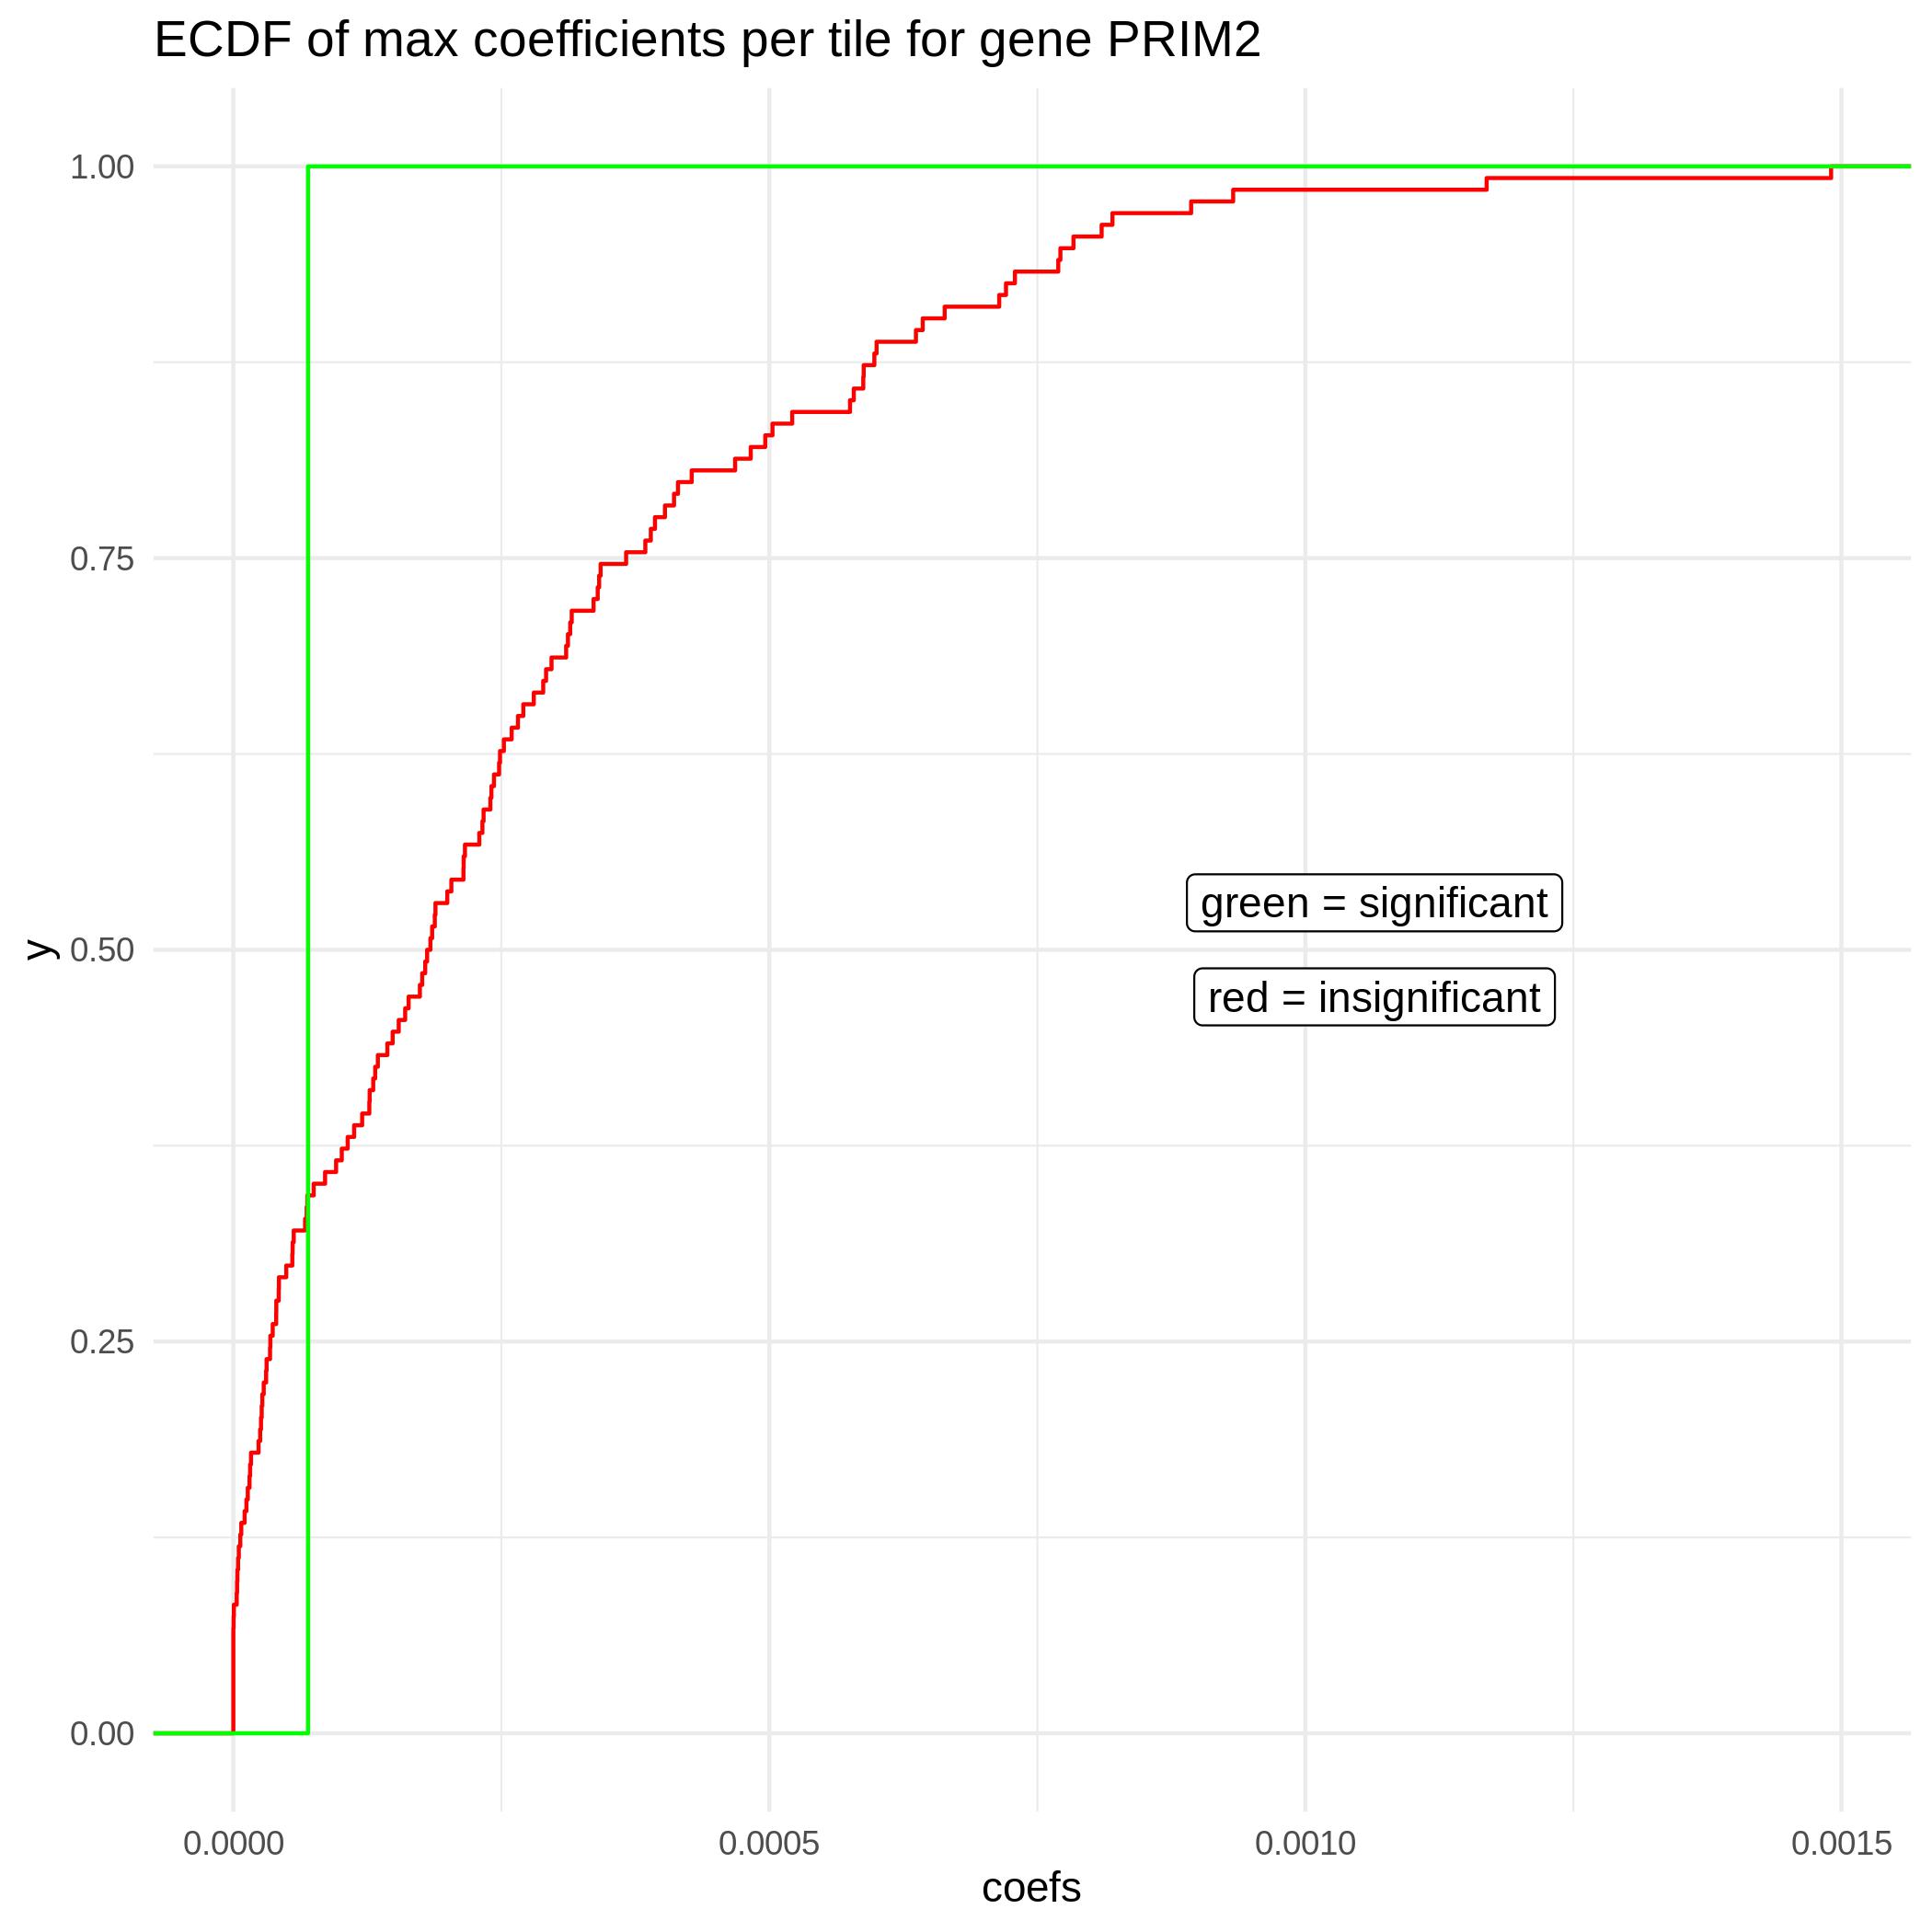 ECDF of max coefficients per tile for gene PRIM2
1.00
0.75
0.50
0.25
0.00
y
green = significant
red = insignificant
0.0000 0.0005 0.0010 0.0015
coefs